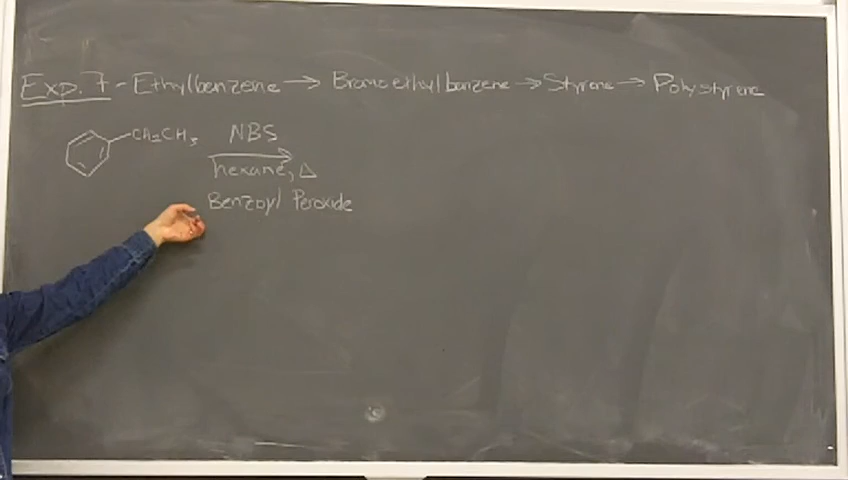 Exp. 7 - Ethylbenzene → Bromoethylbenzene → Styrene → Polystyrene
CH₂CH₃ NBS
hexane, Δ
Benzoyl Peroxide